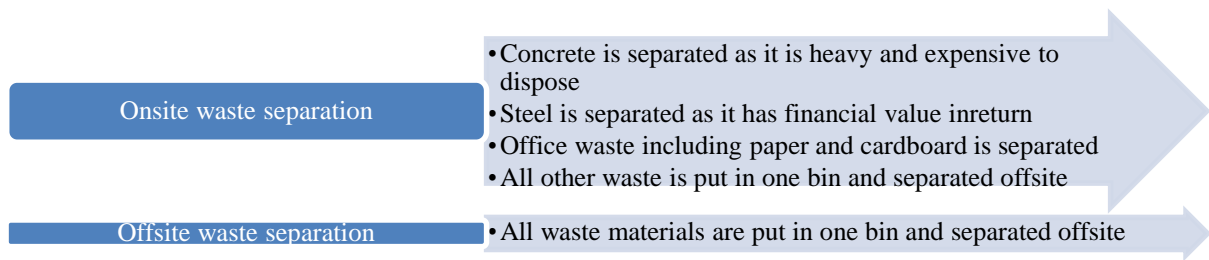 Onsite waste separation
•Concrete is separated as it is heavy and expensive to
dispose
•Steel is separated as it has financial value inreturn
•Office waste including paper and cardboard is separated
•All other waste is put in one bin and separated offsite
Offsite waste separation
•All waste materials are put in one bin and separated offsite